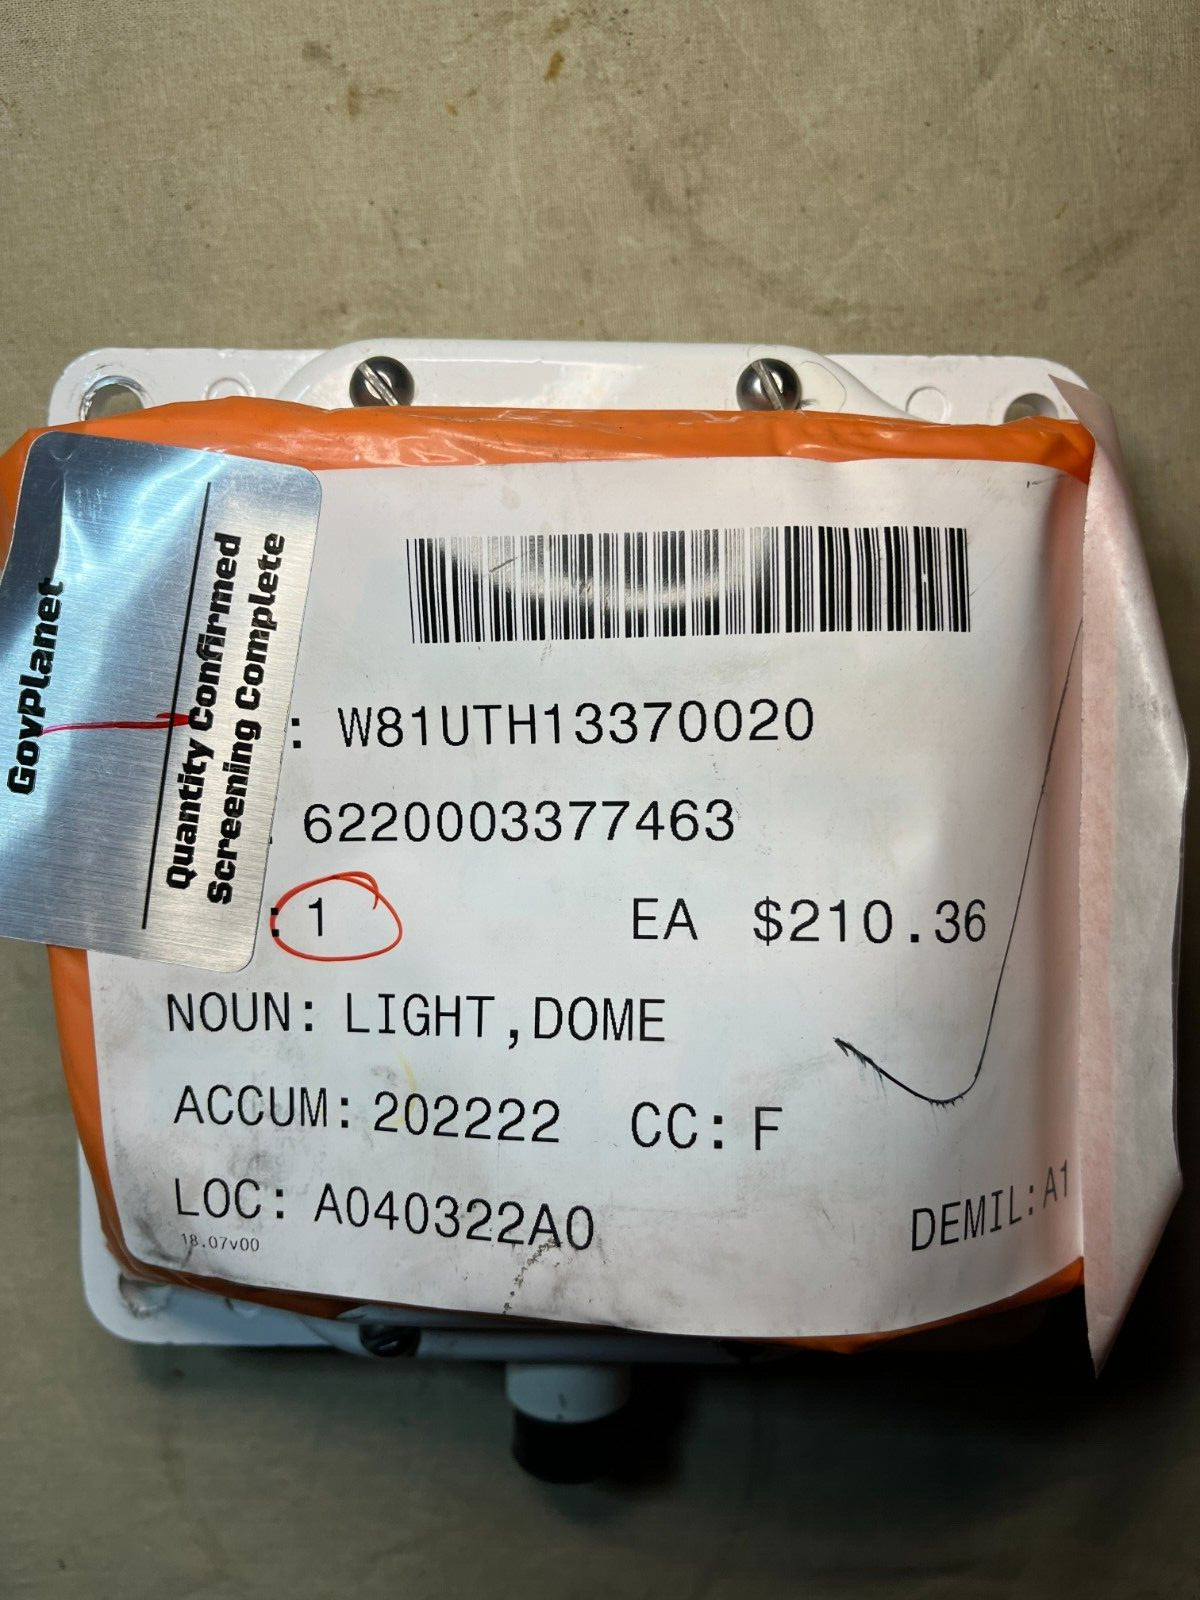 GovPlanet
Quantity Confirmed
Screening Complete
: W81UTH13370020
6220003377463
: 1 EA $210.36
NOUN: LIGHT,DOME
ACCUM: 202222 CC: F
LOC: A040322A0
DEMIL: A1
18.07v00